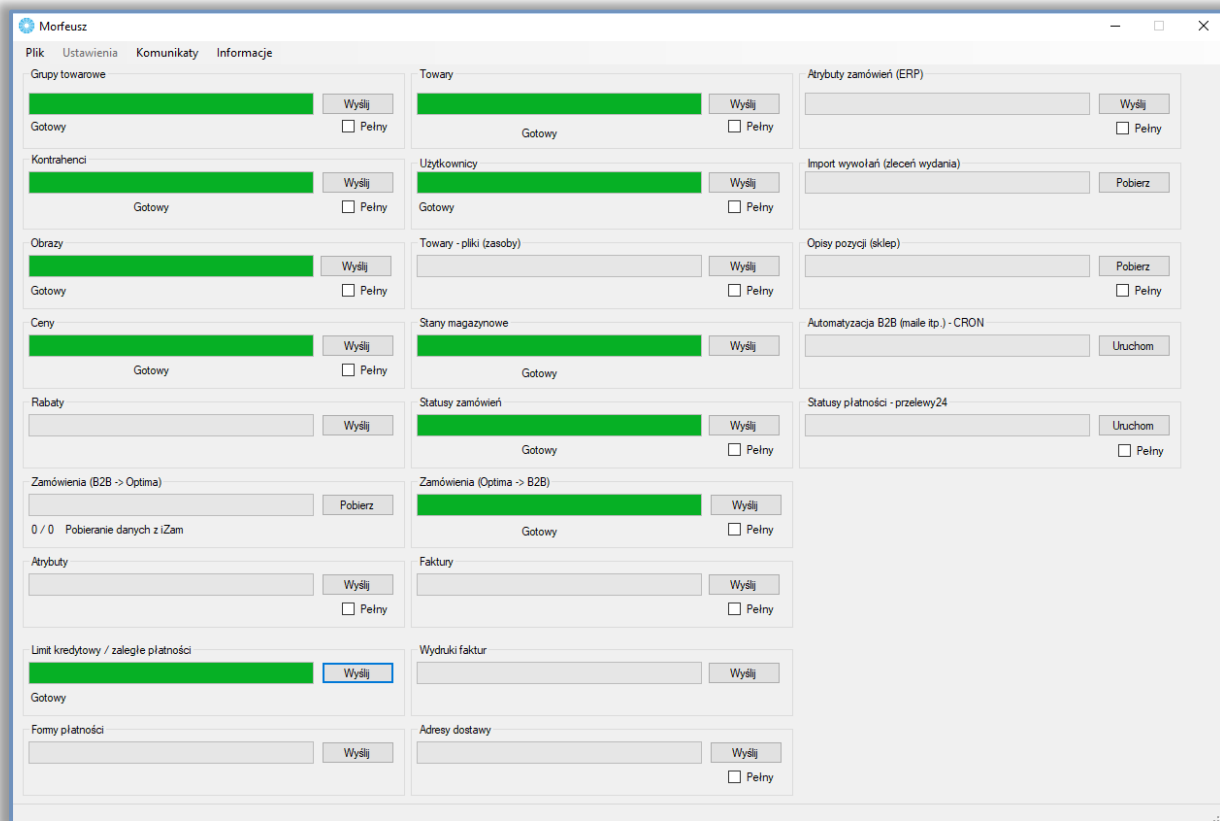 Morfeusz
Plik Ustawienia Komunikaty Informacje
Grupy towarowe
Wyślij
Gotowy
Pełny
Towary
Wyślij
Gotowy
Pełny
Atrybuty zamówień (ERP)
Wyślij
Pełny
Kontrahenci
Wyślij
Gotowy
Pełny
Użytkownicy
Wyślij
Gotowy
Pełny
Import wywołań (zleceń wydania)
Pobierz
Obrazy
Wyślij
Gotowy
Pełny
Towary - pliki (zasoby)
Wyślij
Pełny
Opisy pozycji (sklep)
Pobierz
Pełny
Ceny
Wyślij
Gotowy
Pełny
Stany magazynowe
Wyślij
Gotowy
Automatyzacja B2B (maile itp.) - CRON
Uruchom
Rabaty
Wyślij
Statusy zamówień
Wyślij
Gotowy
Pełny
Statusy płatności - przelewy24
Uruchom
Pełny
Zamówienia (B2B -> Optima)
Pobierz
0 / 0 Pobieranie danych z iZam
Zamówienia (Optima -> B2B)
Wyślij
Gotowy
Pełny
Atrybuty
Wyślij
Pełny
Faktury
Wyślij
Pełny
Limit kredytowy / zaległe płatności
Wyślij
Gotowy
Wydruki faktur
Wyślij
Formy płatności
Wyślij
Adresy dostawy
Wyślij
Pełny